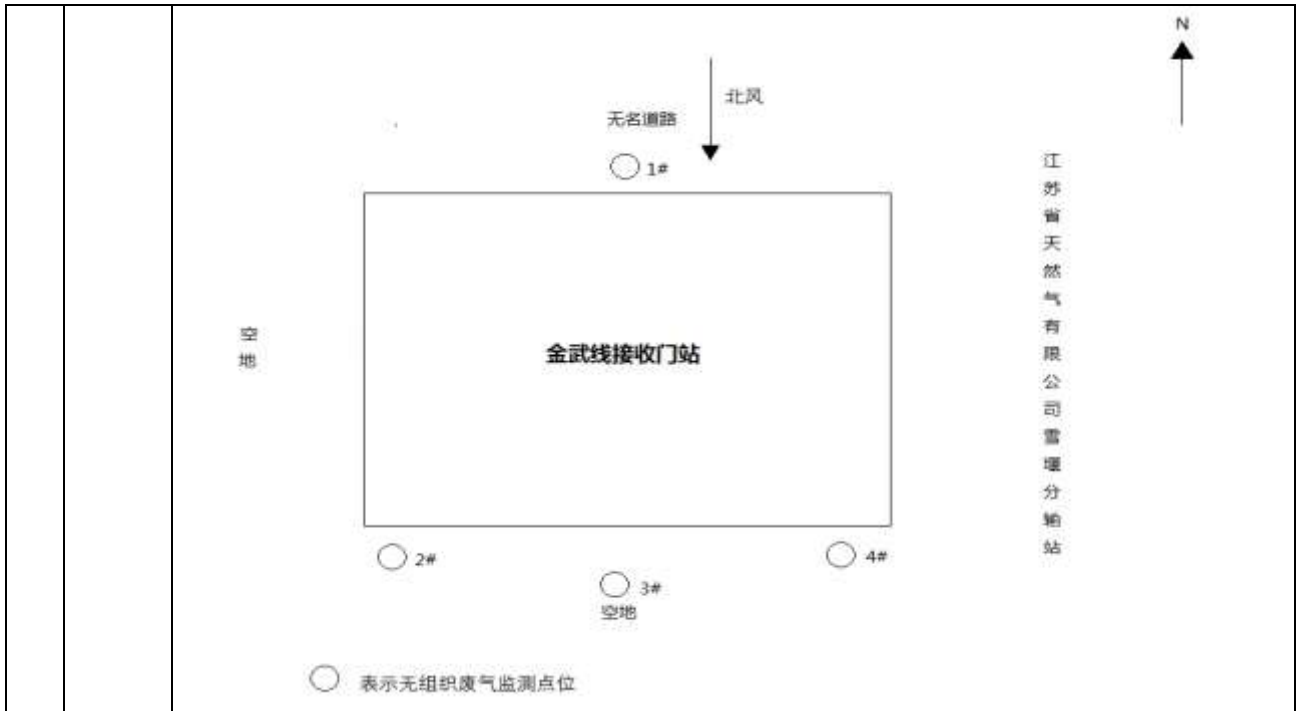 N
北风
无名道路
1#
江苏省天然气有限公司雪堰分输站
空地
金武线接收门站
2#
4#
3#
空地
表示无组织废气监测点位